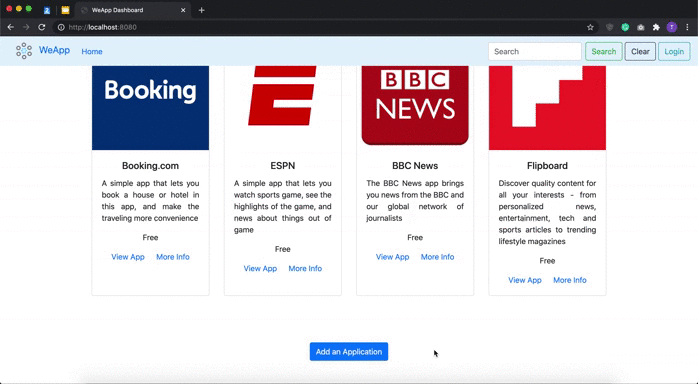 WeApp Dashboard
http://localhost:8080
T
WeApp
Home
Search
Search
Clear
Login
Booking
BBC
NEWS
Booking.com
A simple app that lets you
book a house or hotel in
this app, and make the
traveling more convenience
Free
View App
More Info
ESPN
A simple app that lets you
watch sports game, see the
highlights of the game, and
news about things out of
game
Free
View App
More Info
BBC News
The BBC News app brings
you news from the BBC and
our global network of
journalists
Free
View App
More Info
Flipboard
Discover quality content for
all your interests - from
personalized news,
entertainment, tech and
sports articles to trending
lifestyle magazines
Free
View App
More Info
Add an Application